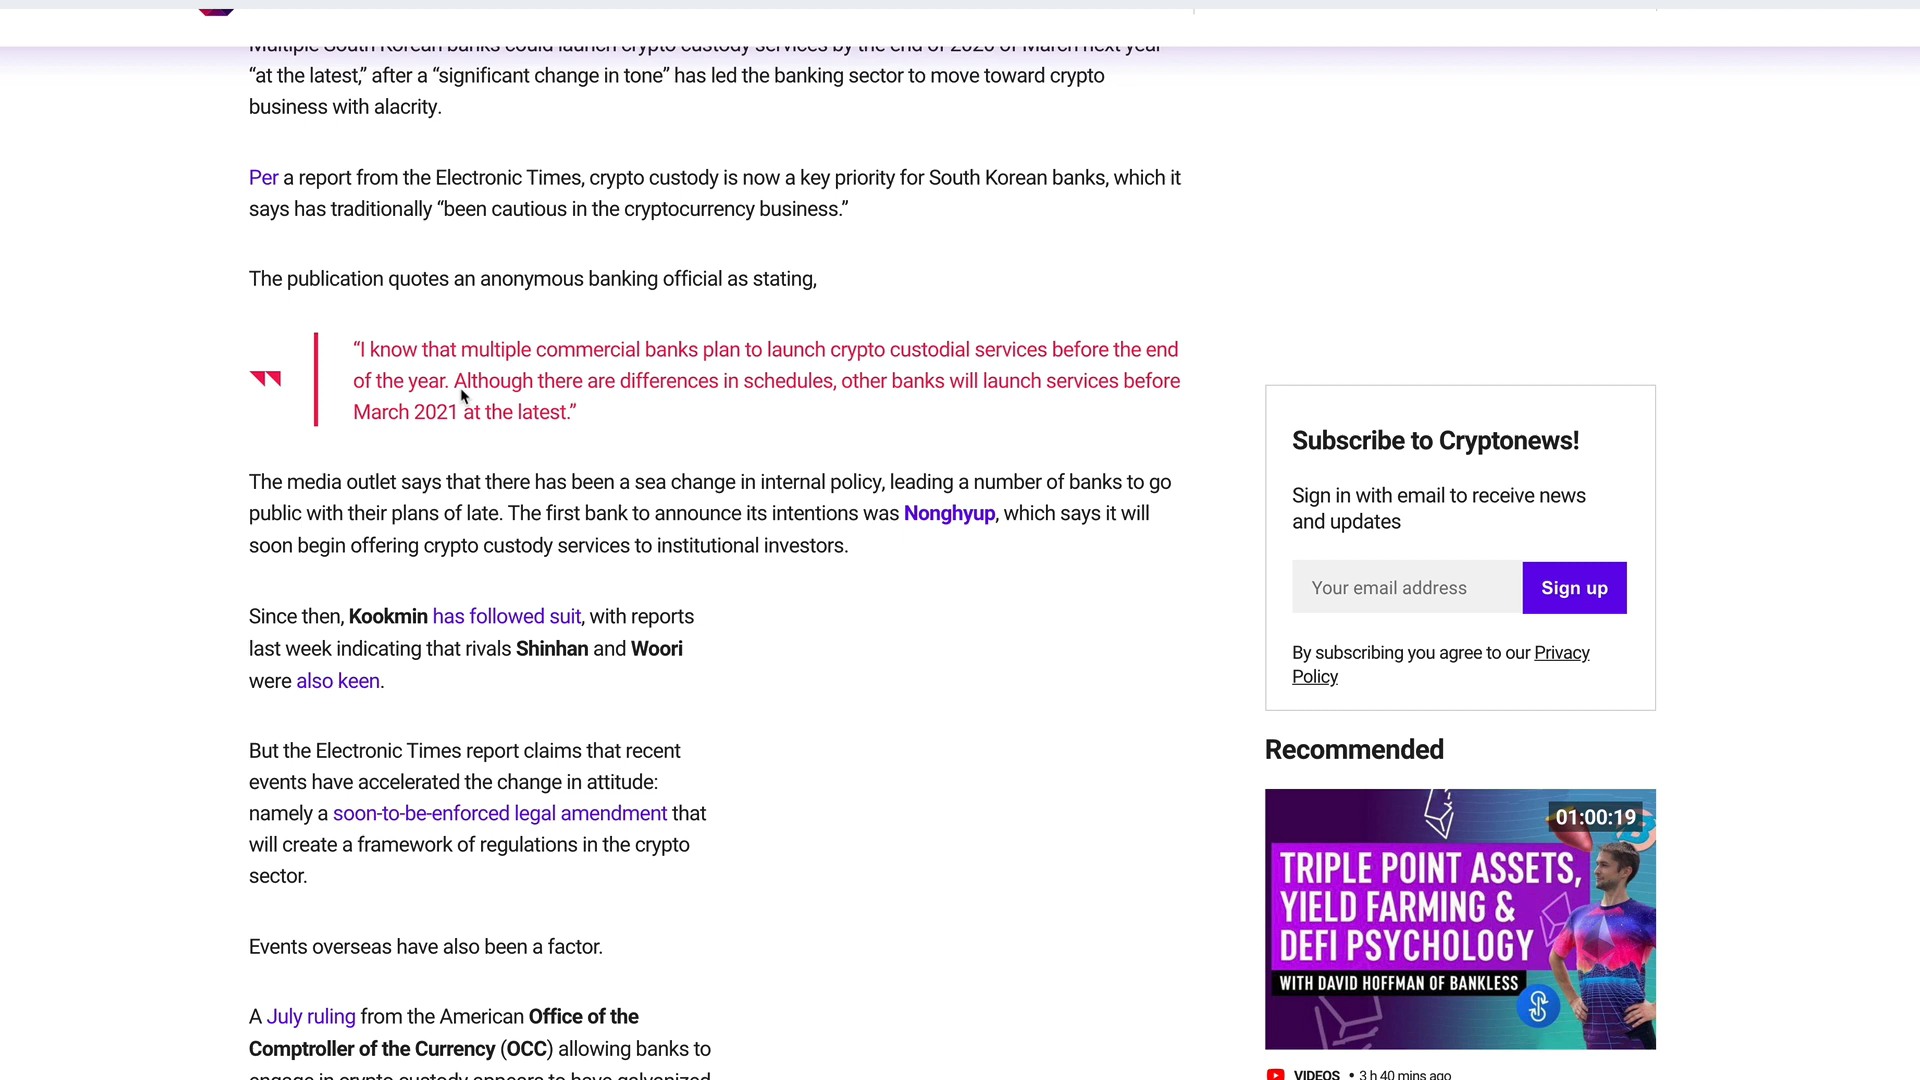 Multiple South Korean banks could launch crypto custody services by the end of 2020 of March next year
“at the latest,” after a “significant change in tone” has led the banking sector to move toward crypto
business with alacrity.
Per a report from the Electronic Times, crypto custody is now a key priority for South Korean banks, which it
says has traditionally “been cautious in the cryptocurrency business.”
The publication quotes an anonymous banking official as stating,
“I know that multiple commercial banks plan to launch crypto custodial services before the end
of the year. Although there are differences in schedules, other banks will launch services before
March 2021 at the latest.”
The media outlet says that there has been a sea change in internal policy, leading a number of banks to go
public with their plans of late. The first bank to announce its intentions was Nonghyup, which says it will
soon begin offering crypto custody services to institutional investors.
Since then, Kookmin has followed suit, with reports
last week indicating that rivals Shinhan and Woori
were also keen.
But the Electronic Times report claims that recent
events have accelerated the change in attitude:
namely a soon-to-be-enforced legal amendment that
will create a framework of regulations in the crypto
sector.
Events overseas have also been a factor.
A July ruling from the American Office of the
Comptroller of the Currency (OCC) allowing banks to
engage in crypto custody appears to have galvanized
Subscribe to Cryptonews!
Sign in with email to receive news
and updates
Your email address
Sign up
By subscribing you agree to our Privacy
Policy
Recommended
01:00:19
TRIPLE POINT ASSETS,
YIELD FARMING &
DEFI PSYCHOLOGY
WITH DAVID HOFFMAN OF BANKLESS
VIDEOS • 3 h 40 mins ago